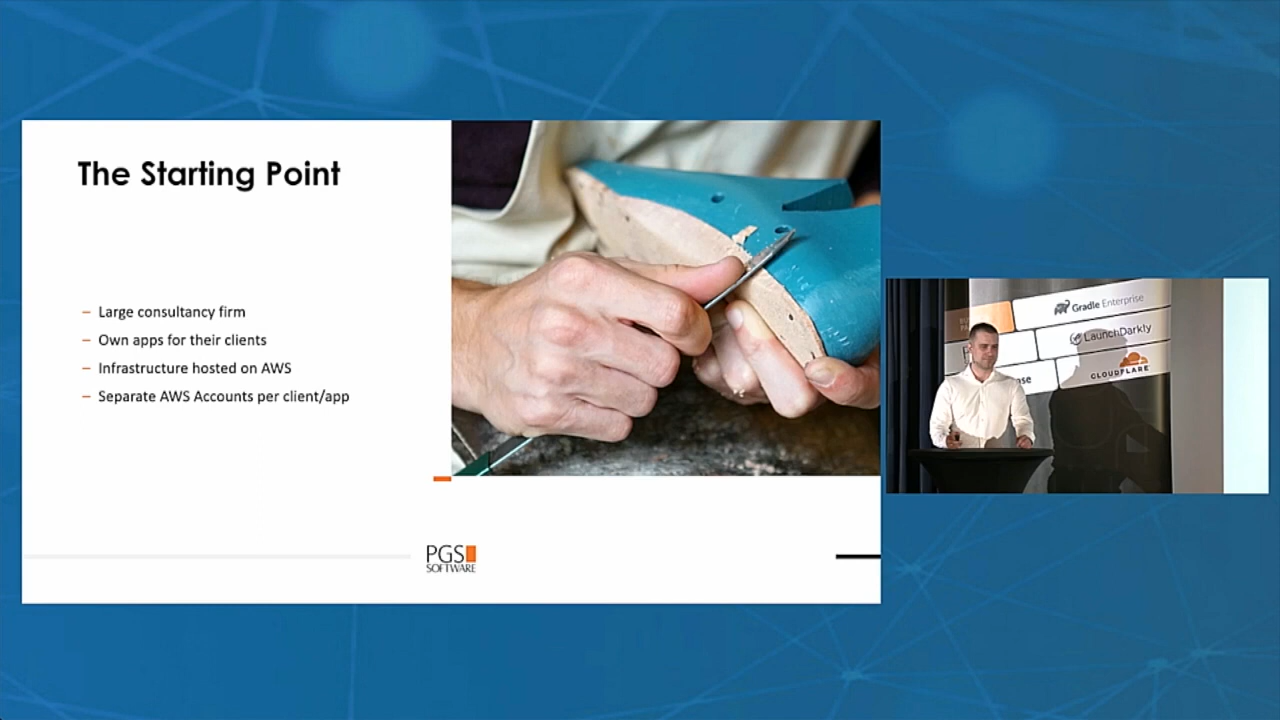 The Starting Point
– Large consultancy firm
– Own apps for their clients
– Infrastructure hosted on AWS
– Separate AWS Accounts per client/app
PGS
SOFTWARE
Gradle Enterprise
LaunchDarkly
CLOUDFLARE